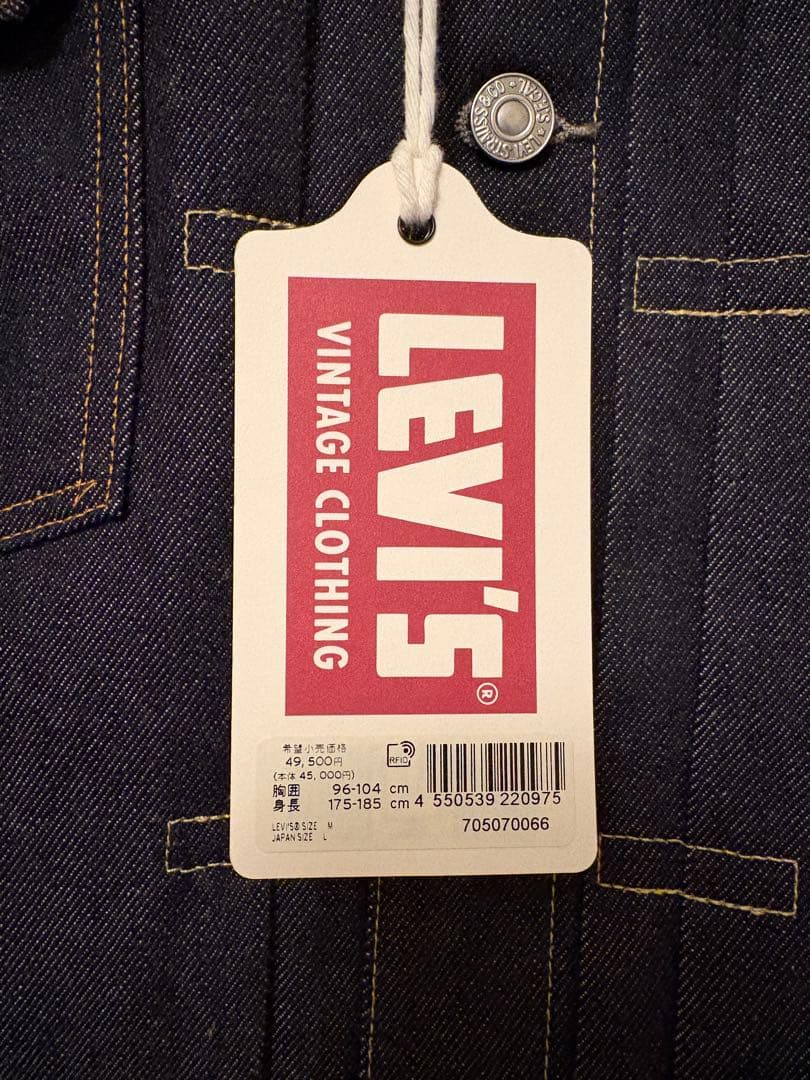 LEVI STRAUSS & CO S.F. CAL
LEVI'S®
VINTAGE CLOTHING
希望小売価格
49,500円
(本体 45,000円)
胸囲 96-104 cm
身長 175-185 cm
LEVI'S® SIZE M
JAPAN SIZE L
RFID
4 550539 220975
705070066